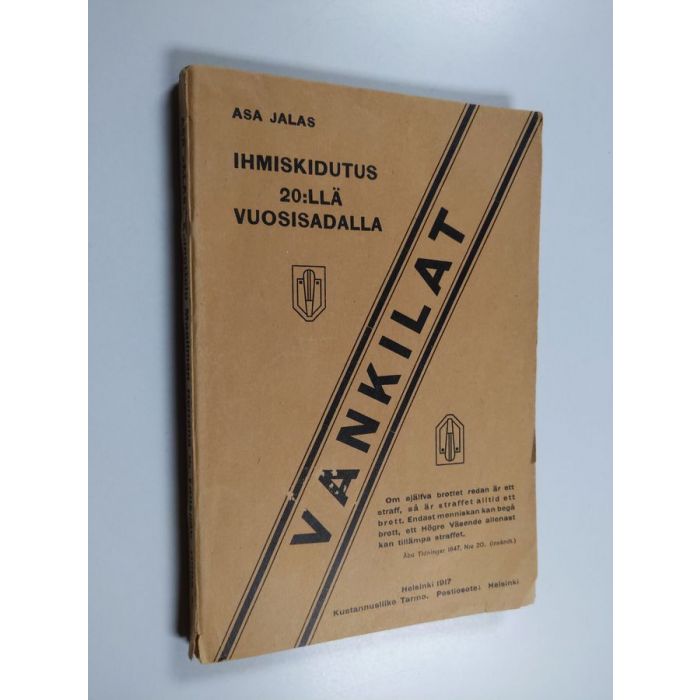 ASA JALAS
IHMISKIDUTUS
20:LLÄ
VUOSISADALLA
VANKILAT
Om själfva brottet redan är ett
straff, så är straffet alltid ett
brott. Endast menniskan kan begå
brott, ett Högre Väsende allenast
kan tillämpa straffet.
Åbo Tidningar 1847, N:o 20. (Insändt.)
Helsinki 1917
Kustannusliike Tarmo. Postiosote: Helsinki